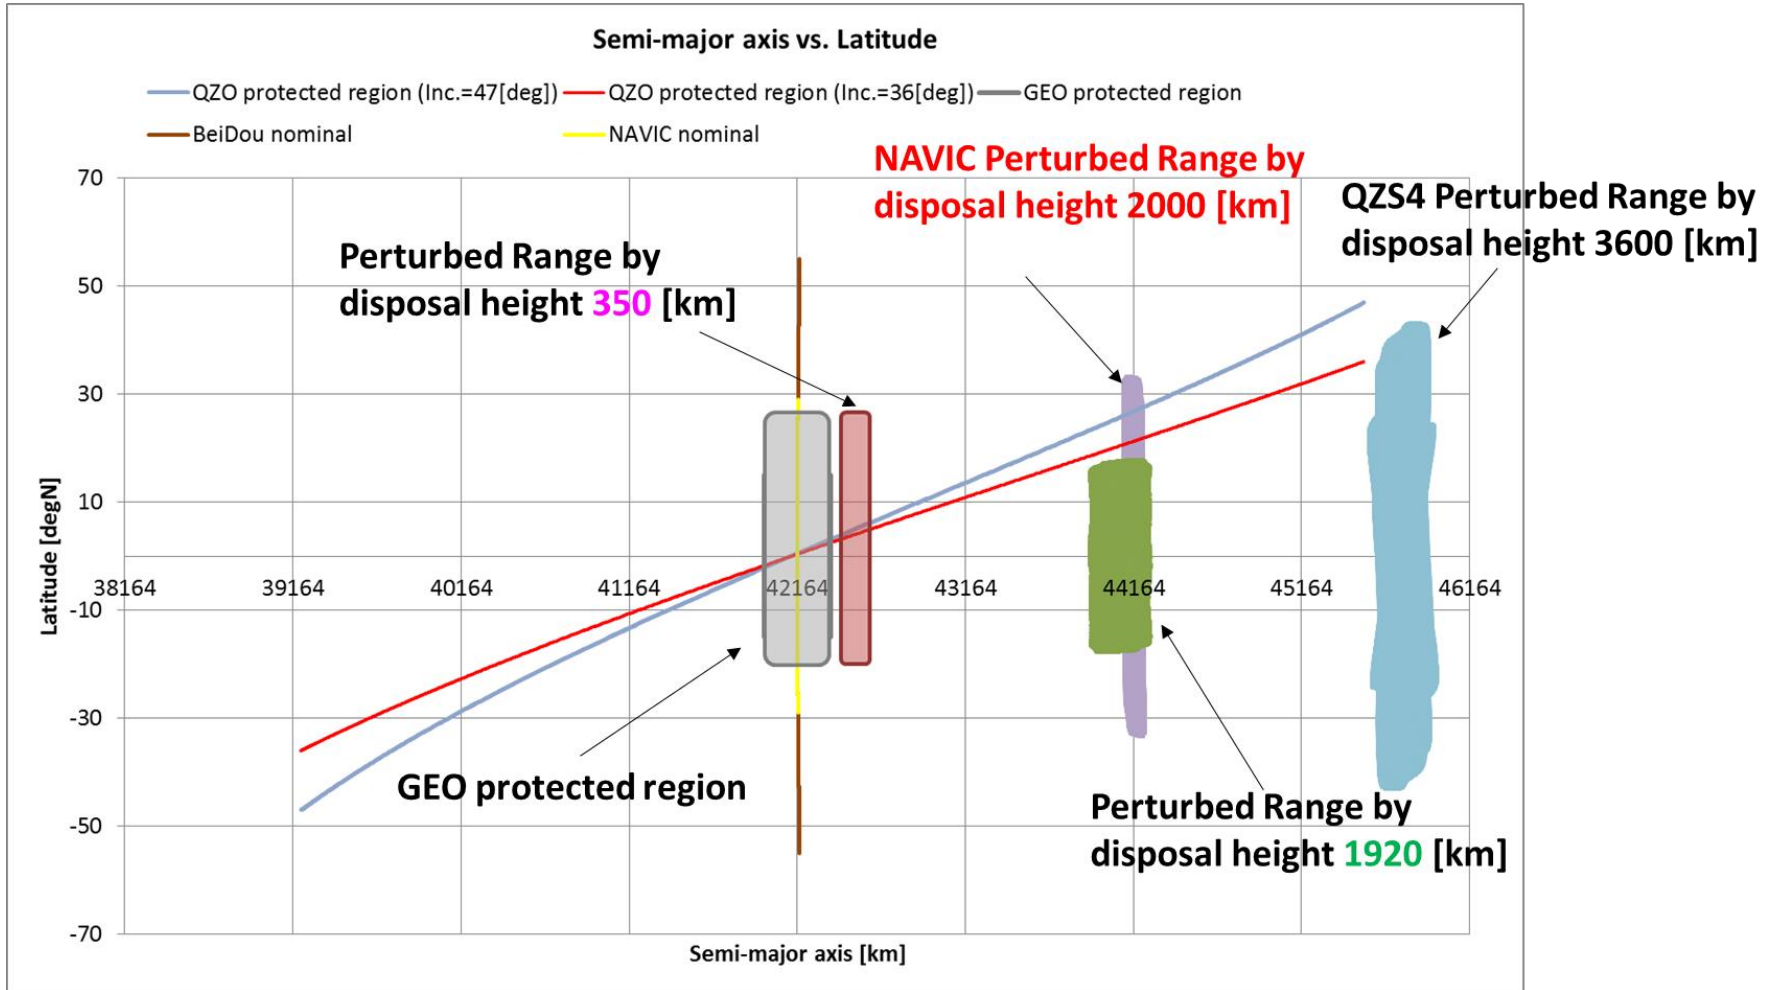 Semi-major axis vs. Latitude
QZO protected region (Inc.=47[deg]) QZO protected region (Inc.=36[deg]) GEO protected region
BeiDou nominal NAVIC nominal
NAVIC Perturbed Range by
disposal height 2000 [km]
QZS4 Perturbed Range by
disposal height 3600 [km]
Perturbed Range by
disposal height 350 [km]
70
50
30
10
-10
-30
-50
-70
Latitude [degN]
38164 39164 40164 41164 42164 43164 44164 45164 46164
GEO protected region
Perturbed Range by
disposal height 1920 [km]
Semi-major axis [km]